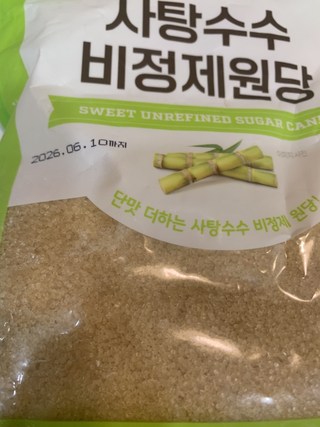 사탕수수
비정제원당
SWEET UNREFINED SUGAR CAN
2026.06.10까지
단맛 더하는 사탕수수 비정제 원당